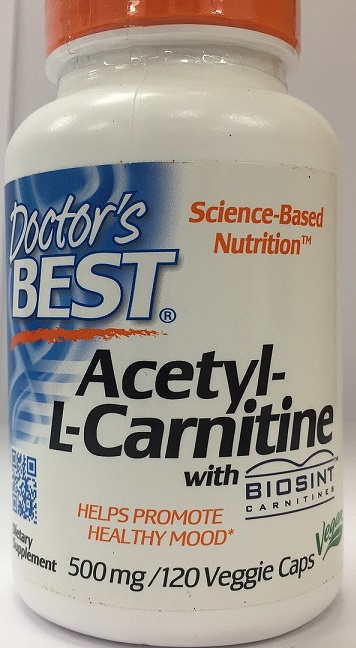 Doctor's
BEST®
Science-Based
Nutrition™
Acetyl-
L-Carnitine
with BIOSINT™
CARNITINES
HELPS PROMOTE
HEALTHY MOOD*
Dietary
Supplement
500 mg / 120 Veggie Caps
Vegan